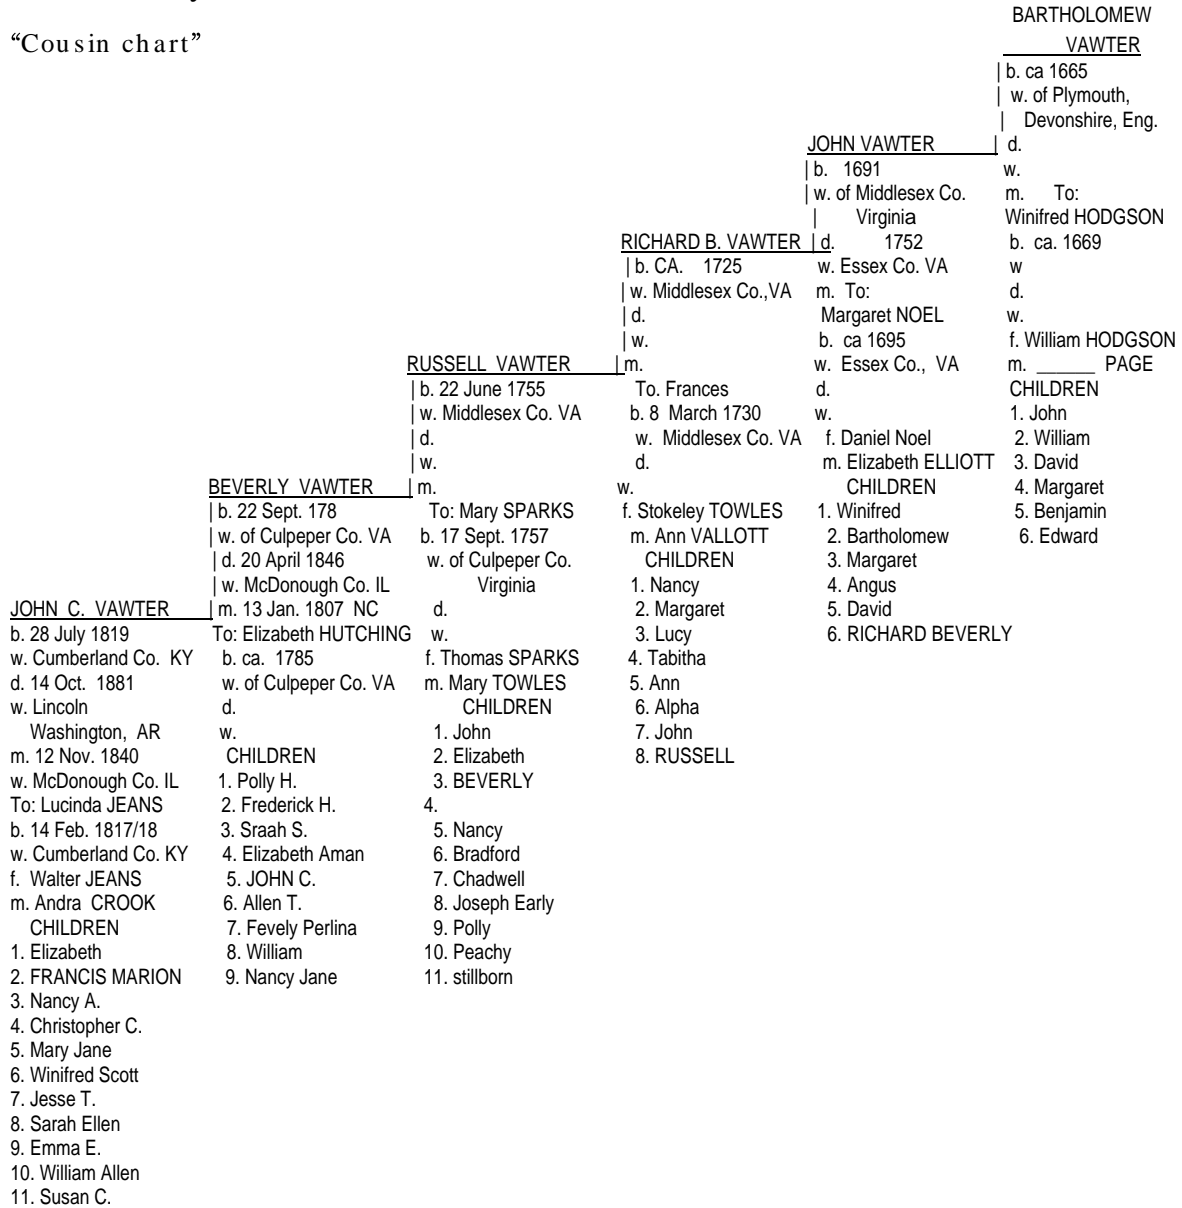 "Cousin chart"
BARTHOLOMEW
VAWTER
| b. ca 1665
| w. of Plymouth,
| Devonshire, Eng.
| d.
w.
m. To:
Winifred HODGSON
b. ca. 1669
w
d.
w.
f. William HODGSON
m. ______ PAGE
CHILDREN
1. John
2. William
3. David
4. Margaret
5. Benjamin
6. Edward
JOHN VAWTER
| b. 1691
| w. of Middlesex Co.
| Virginia
| d. 1752
w. Essex Co. VA
m. To:
Margaret NOEL
b. ca 1695
w. Essex Co., VA
d.
w.
f. Daniel Noel
m. Elizabeth ELLIOTT
CHILDREN
1. Winifred
2. Bartholomew
3. Margaret
4. Angus
5. David
6. RICHARD BEVERLY
RICHARD B. VAWTER
| b. CA. 1725
| w. Middlesex Co.,VA
| d.
| w.
| m.
To. Frances
b. 8 March 1730
w. Middlesex Co. VA
d.
w.
f. Stokeley TOWLES
m. Ann VALLOTT
CHILDREN
1. Nancy
2. Margaret
3. Lucy
4. Tabitha
5. Ann
6. Alpha
7. John
8. RUSSELL
RUSSELL VAWTER
| b. 22 June 1755
| w. Middlesex Co. VA
| d.
| w.
| m.
To: Mary SPARKS
b. 17 Sept. 1757
w. of Culpeper Co.
Virginia
d.
w.
f. Thomas SPARKS
m. Mary TOWLES
CHILDREN
1. John
2. Elizabeth
3. BEVERLY
4.
5. Nancy
6. Bradford
7. Chadwell
8. Joseph Early
9. Polly
10. Peachy
11. stillborn
BEVERLY VAWTER
| b. 22 Sept. 178
| w. of Culpeper Co. VA
| d. 20 April 1846
| w. McDonough Co. IL
| m. 13 Jan. 1807 NC
To: Elizabeth HUTCHING
b. ca. 1785
w. of Culpeper Co. VA
d.
w.
CHILDREN
1. Polly H.
2. Frederick H.
3. Sraah S.
4. Elizabeth Aman
5. JOHN C.
6. Allen T.
7. Fevely Perlina
8. William
9. Nancy Jane
JOHN C. VAWTER
b. 28 July 1819
w. Cumberland Co. KY
d. 14 Oct. 1881
w. Lincoln
Washington, AR
m. 12 Nov. 1840
w. McDonough Co. IL
To: Lucinda JEANS
b. 14 Feb. 1817/18
w. Cumberland Co. KY
f. Walter JEANS
m. Andra CROOK
CHILDREN
1. Elizabeth
2. FRANCIS MARION
3. Nancy A.
4. Christopher C.
5. Mary Jane
6. Winifred Scott
7. Jesse T.
8. Sarah Ellen
9. Emma E.
10. William Allen
11. Susan C.